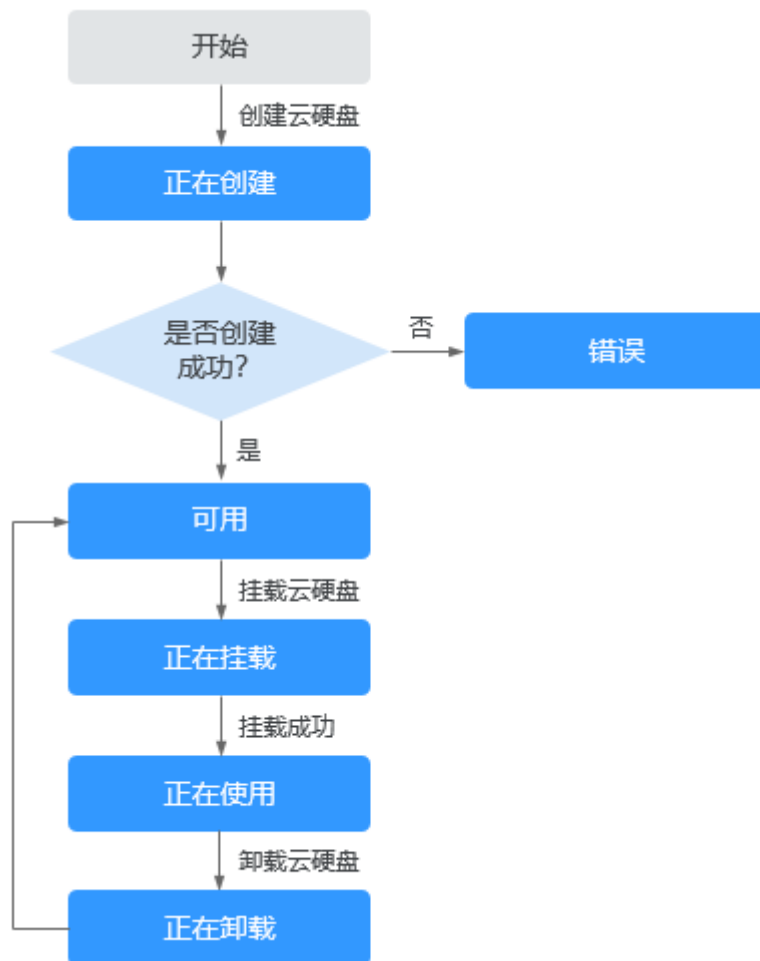 开始
创建云硬盘
正在创建
是否创建
成功?
否
错误
是
可用
挂载云硬盘
正在挂载
挂载成功
正在使用
卸载云硬盘
正在卸载